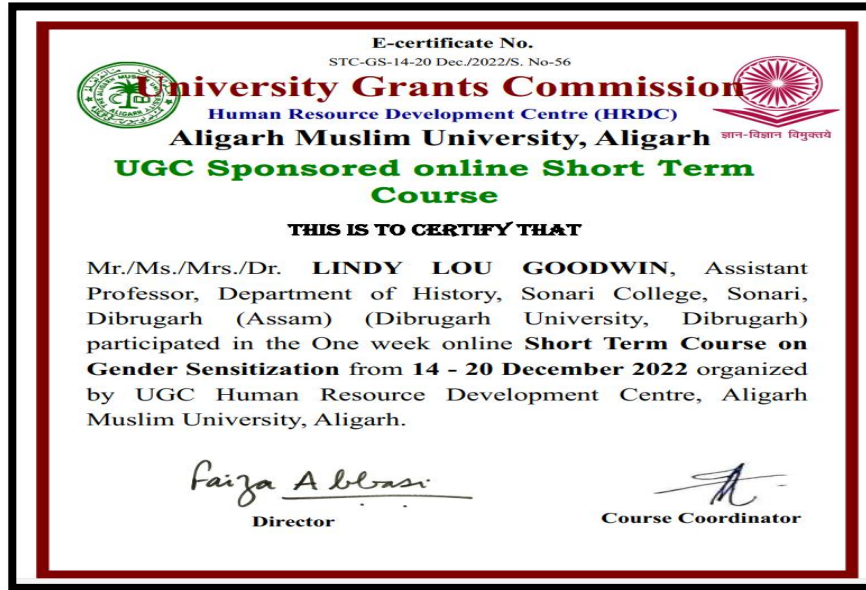 E-certificate No.
STC-GS-14-20 Dec./2022/S. No-56
University Grants Commission
Human Resource Development Centre (HRDC)
Aligarh Muslim University, Aligarh
ज्ञान-विज्ञान विमुक्तये
UGC Sponsored online Short Term
Course
THIS IS TO CERTIFY THAT
Mr./Ms./Mrs./Dr. LINDY LOU GOODWIN, Assistant
Professor, Department of History, Sonari College, Sonari,
Dibrugarh (Assam) (Dibrugarh University, Dibrugarh)
participated in the One week online Short Term Course on
Gender Sensitization from 14 - 20 December 2022 organized
by UGC Human Resource Development Centre, Aligarh
Muslim University, Aligarh.
Faiza Abbasi
Director
Course Coordinator